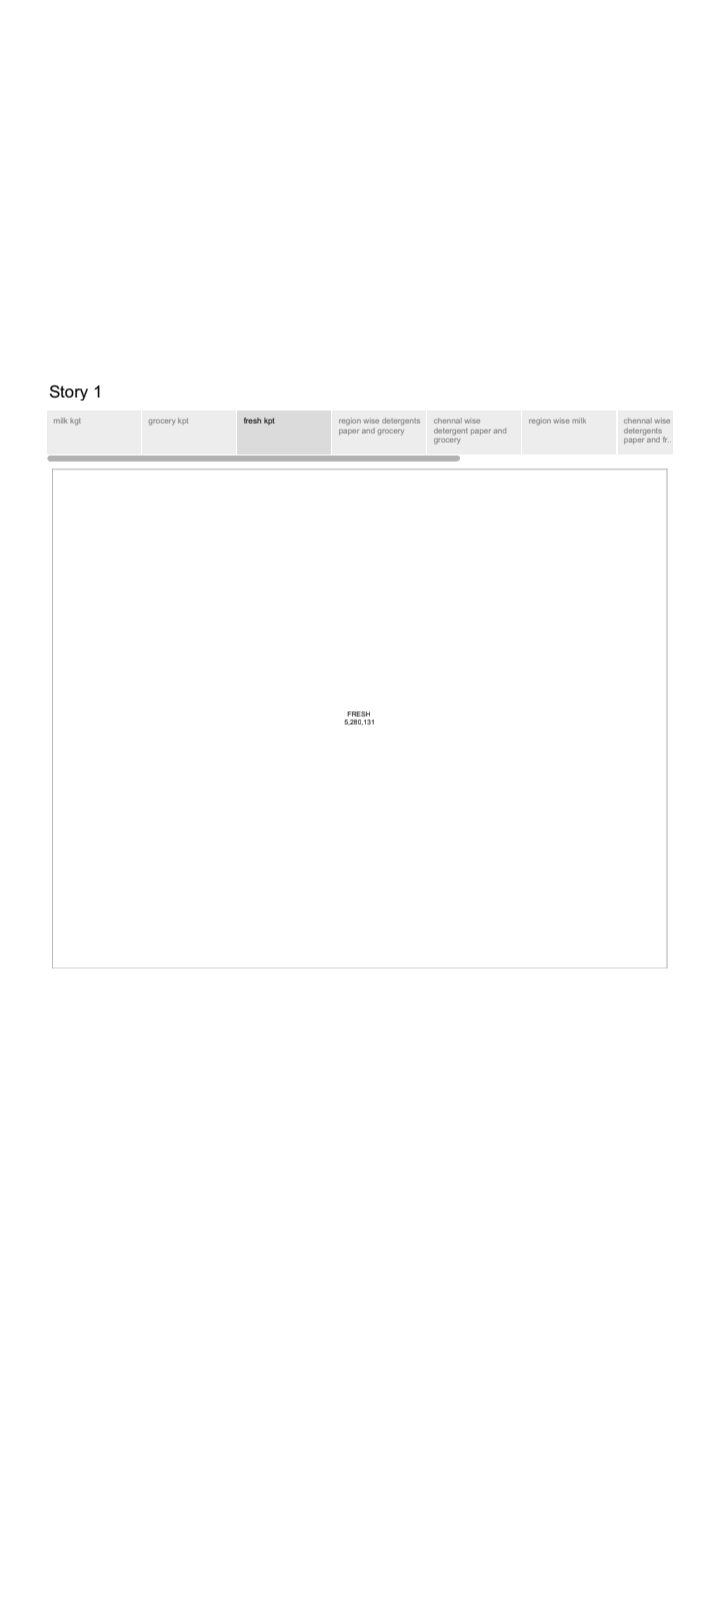 Story 1
milk kgt
grocery kpt
fresh kpt
region wise detergents
paper and grocery
chennal wise
detergent paper and
grocery
region wise milk
chennal wise
detergents
paper and fr..
FRESH
5,280,131